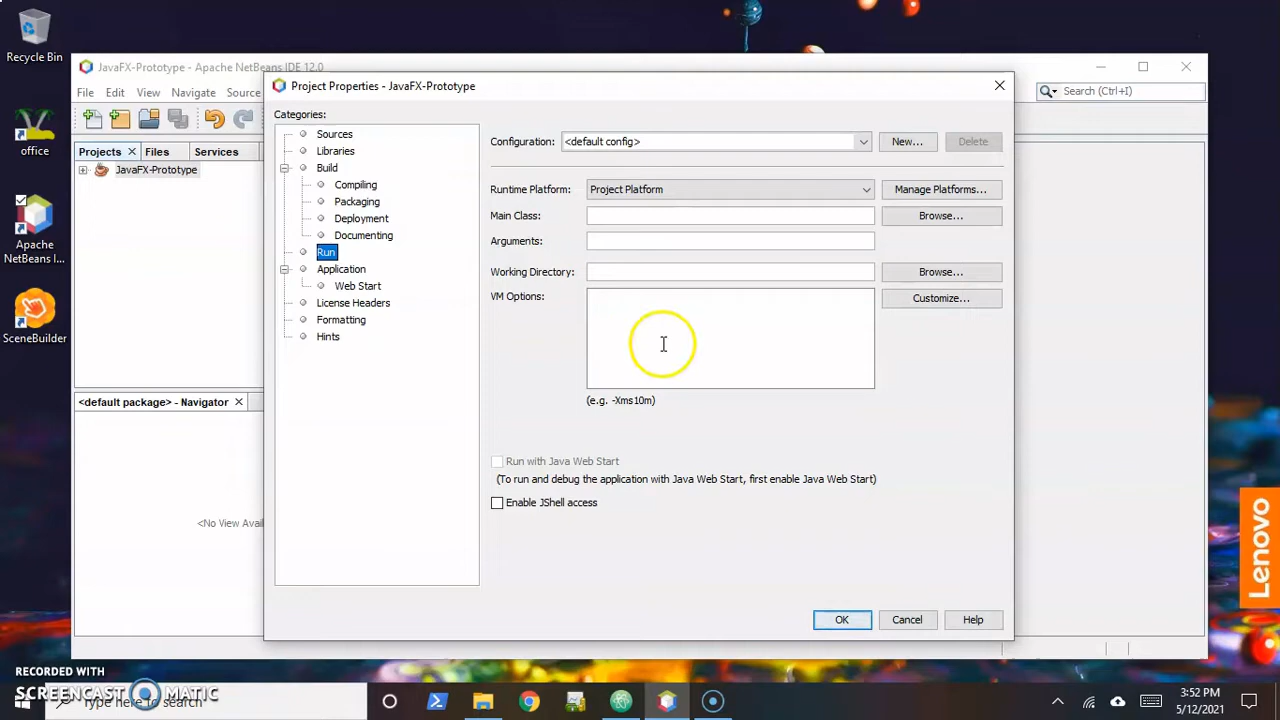 Recycle Bin
office
Apache
NetBeans I...
SceneBuilder
JavaFX-Prototype - Apache NetBeans IDE 12.0
File Edit View Navigate Source
Search (Ctrl+I)
Projects Files Services
JavaFX-Prototype
<default package> - Navigator
<No View Avai
Project Properties - JavaFX-Prototype
Categories:
Sources
Libraries
Build
Compiling
Packaging
Deployment
Documenting
Run
Application
Web Start
License Headers
Formatting
Hints
Configuration: <default config> New... Delete
Runtime Platform: Project Platform Manage Platforms...
Main Class: Browse...
Arguments:
Working Directory: Browse...
VM Options: Customize...
(e.g. -Xms10m)
Run with Java Web Start
(To run and debug the application with Java Web Start, first enable Java Web Start)
Enable JShell access
OK Cancel Help
Lenovo
RECORDED WITH
SCREENCAST MATIC
Type here to search
3:52 PM
5/12/2021